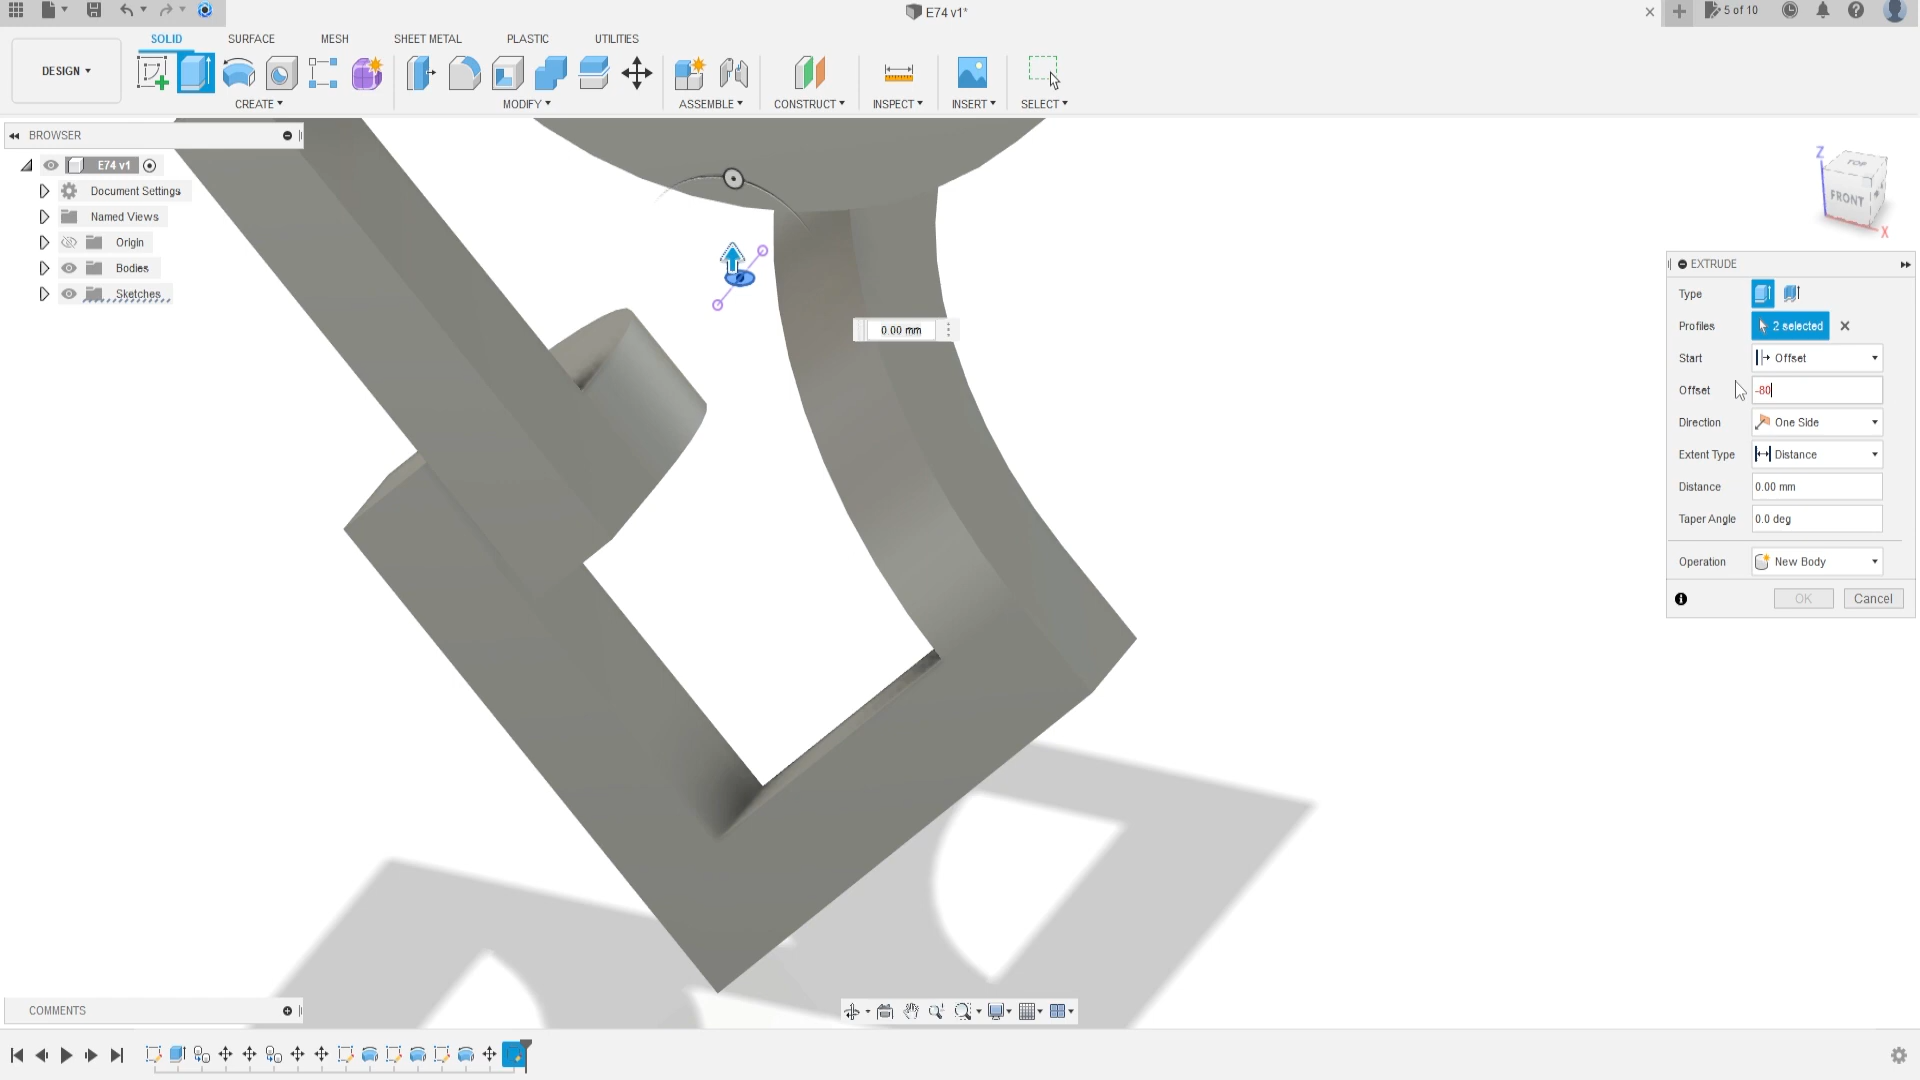 E74 v1*
5 of 10
SOLID SURFACE MESH SHEET METAL PLASTIC UTILITIES
DESIGN
CREATE MODIFY ASSEMBLE CONSTRUCT INSPECT INSERT SELECT
BROWSER
E74 v1
Document Settings
Named Views
Origin
Bodies
Sketches
Z
TOP
FRONT
X
0.00 mm
EXTRUDE
Type
Profiles 2 selected
Start Offset
Offset -80
Direction One Side
Extent Type Distance
Distance 0.00 mm
Taper Angle 0.0 deg
Operation New Body
OK Cancel
COMMENTS